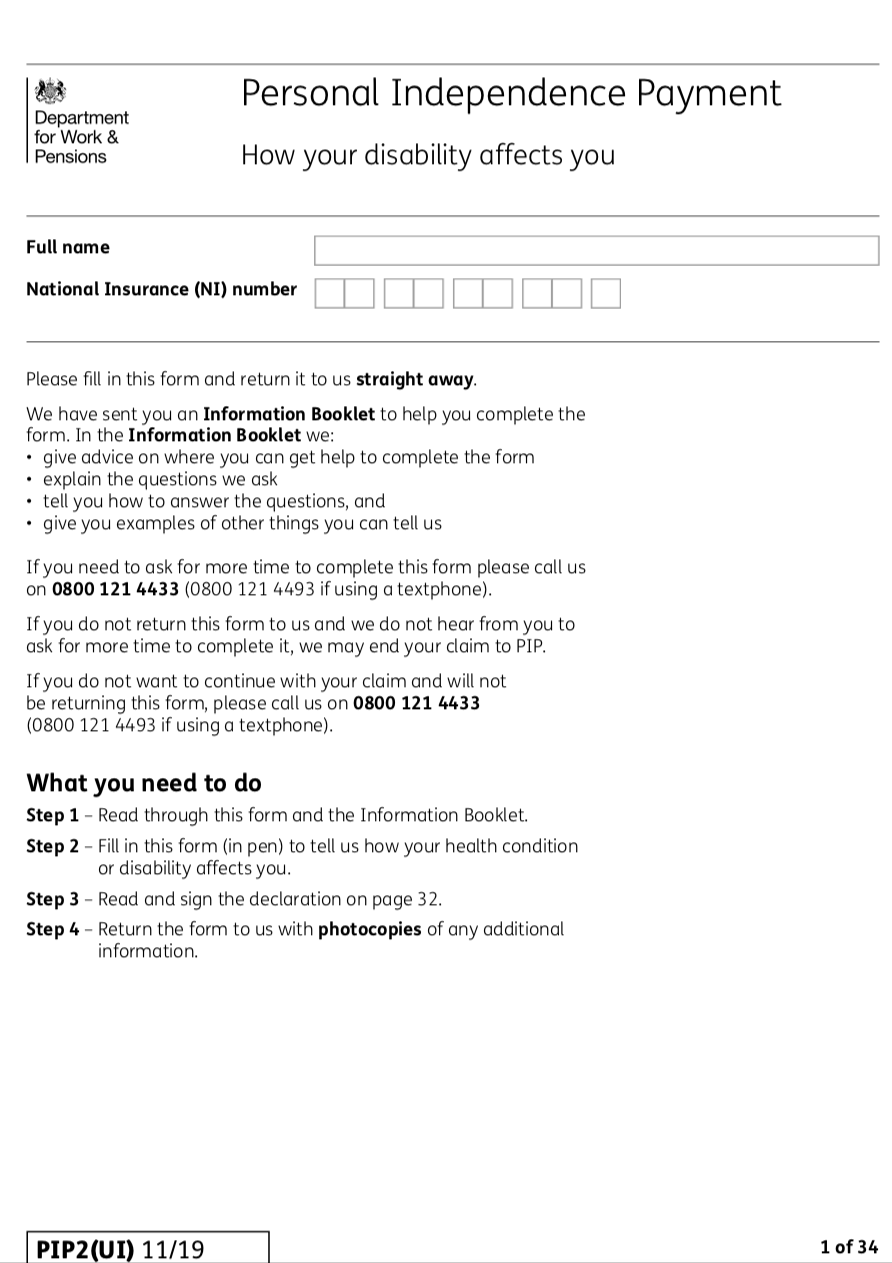 Department
for Work &
Pensions
Personal Independence Payment
How your disability affects you
Full name
National Insurance (NI) number
Please fill in this form and return it to us straight away.
We have sent you an Information Booklet to help you complete the
form. In the Information Booklet we:
• give advice on where you can get help to complete the form
• explain the questions we ask
• tell you how to answer the questions, and
• give you examples of other things you can tell us
If you need to ask for more time to complete this form please call us
on 0800 121 4433 (0800 121 4493 if using a textphone).
If you do not return this form to us and we do not hear from you to
ask for more time to complete it, we may end your claim to PIP.
If you do not want to continue with your claim and will not
be returning this form, please call us on 0800 121 4433
(0800 121 4493 if using a textphone).
What you need to do
Step 1 – Read through this form and the Information Booklet.
Step 2 – Fill in this form (in pen) to tell us how your health condition
or disability affects you.
Step 3 – Read and sign the declaration on page 32.
Step 4 – Return the form to us with photocopies of any additional
information.
PIP2(UI) 11/19
1 of 34